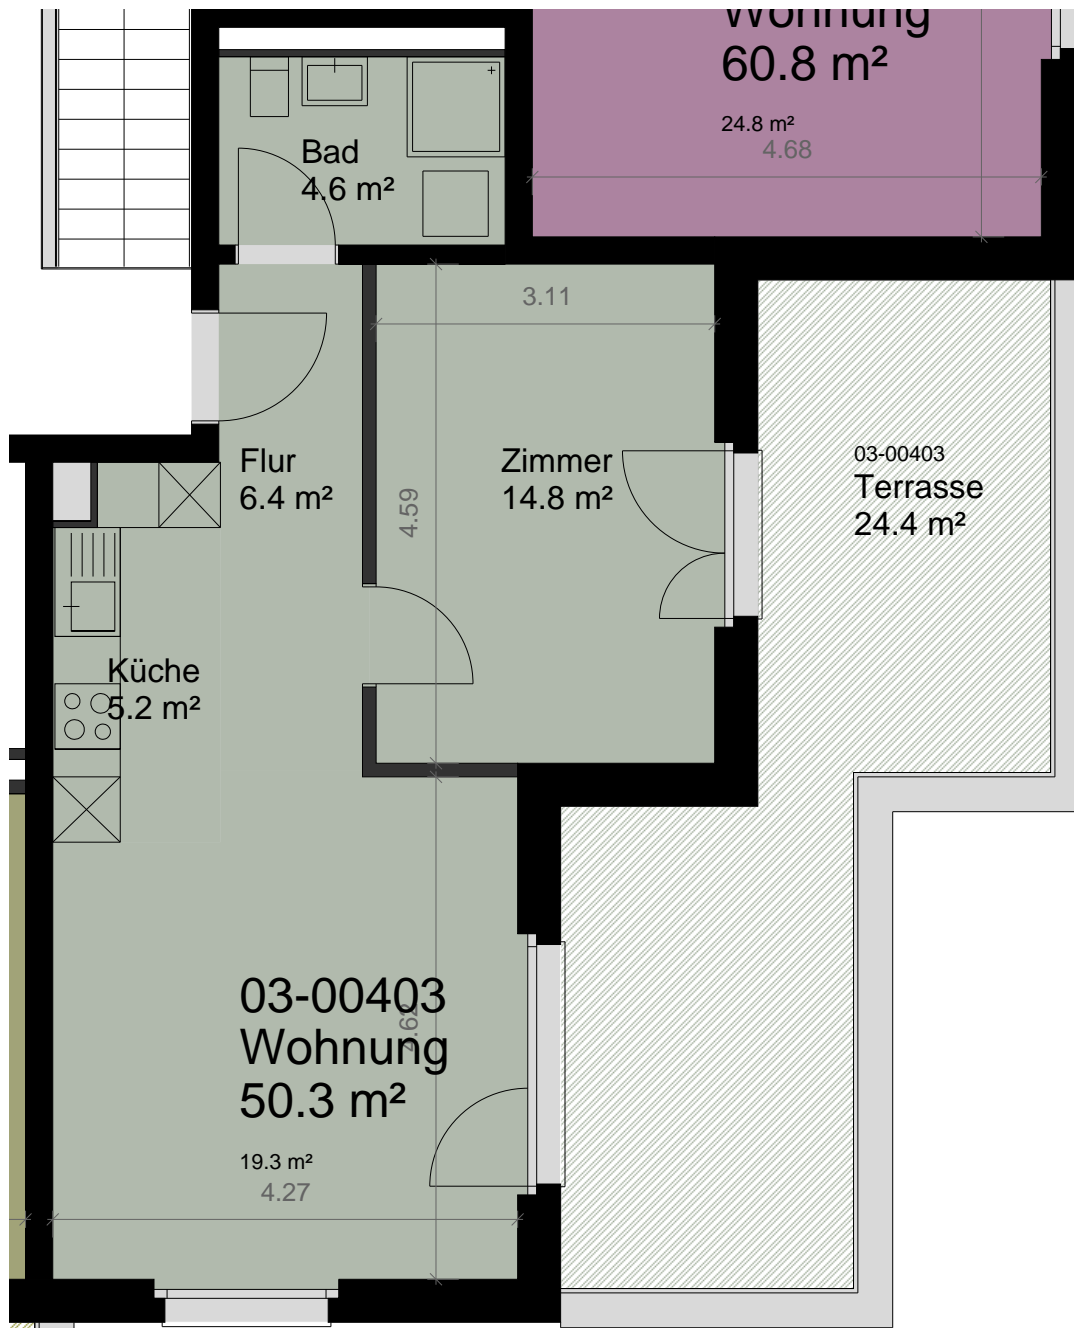 Wohnung
60.8 m²
24.8 m²
4.68
Bad
4.6 m²
3.11
Flur
6.4 m²
Zimmer
14.8 m²
4.59
03-00403
Terrasse
24.4 m²
Küche
5.2 m²
03-00403
4.62
Wohnung
50.3 m²
19.3 m²
4.27